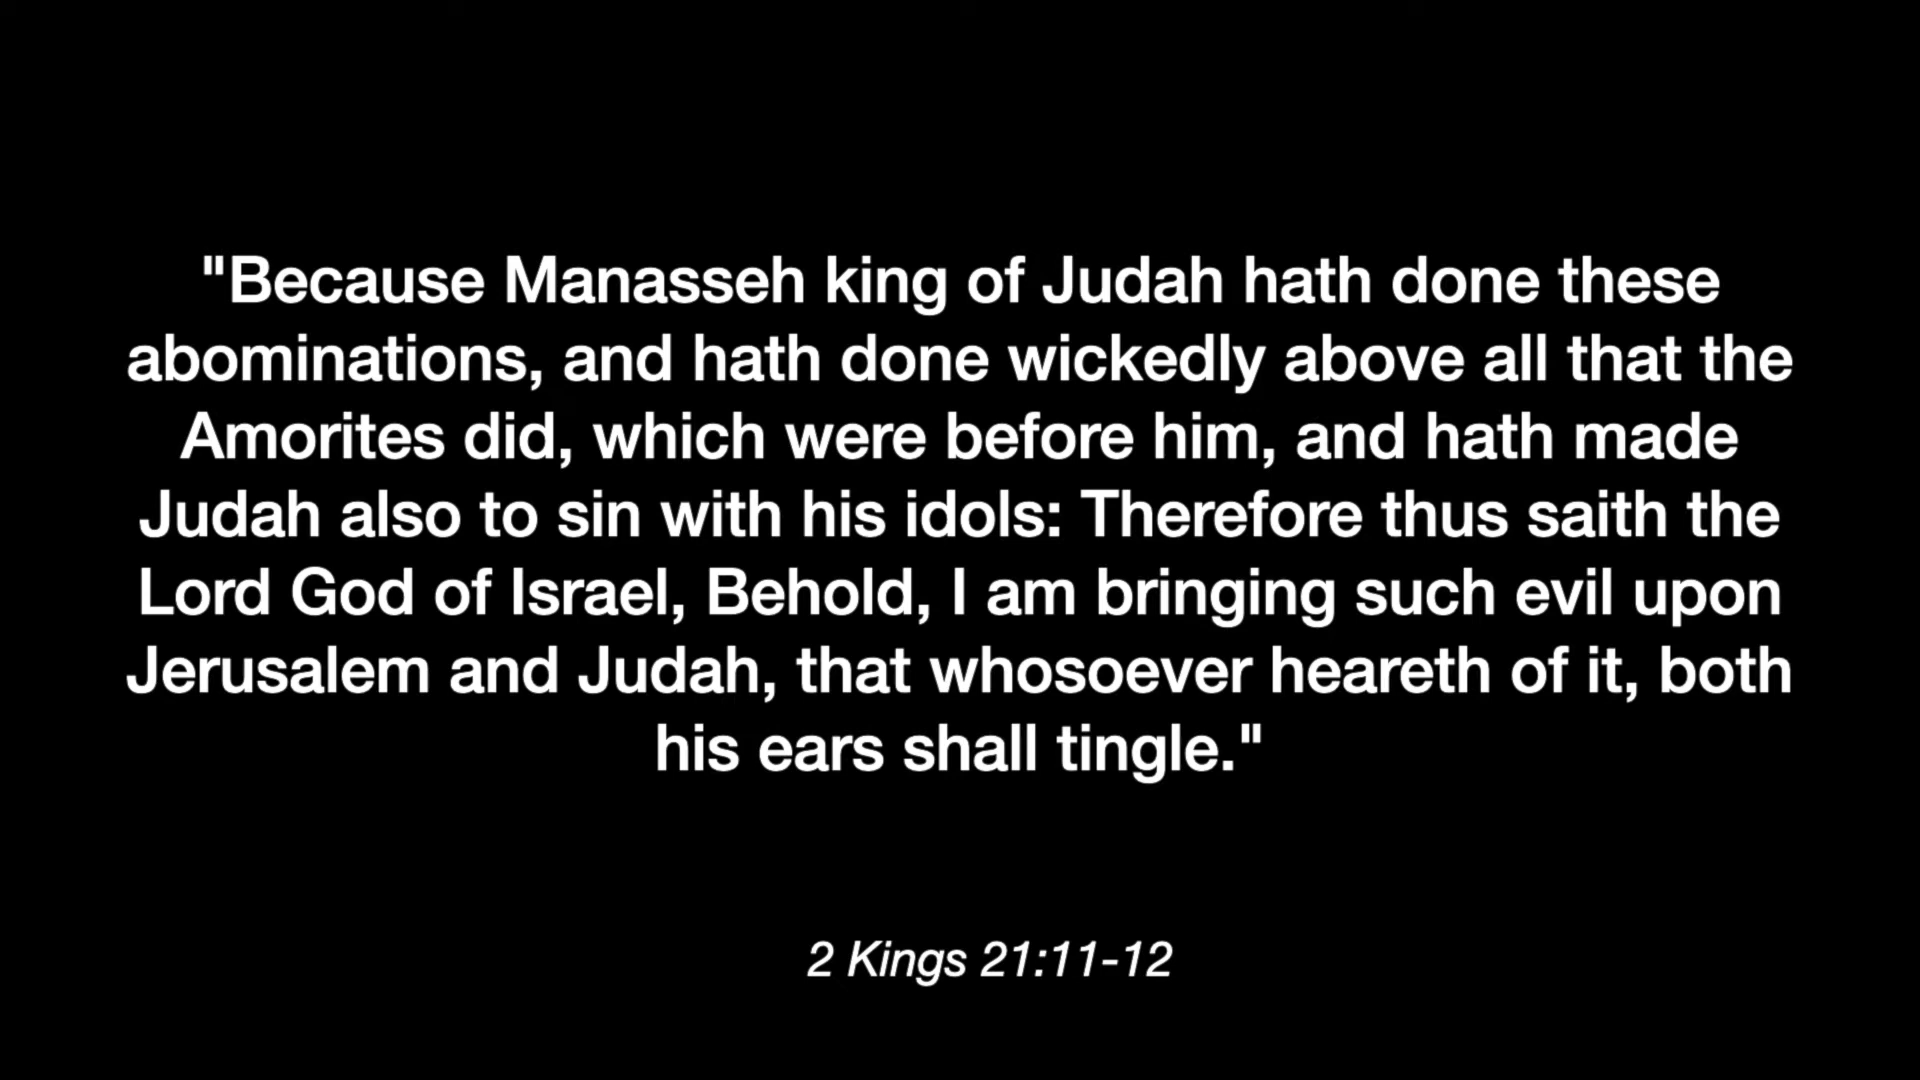 "Because Manasseh king of Judah hath done these
abominations, and hath done wickedly above all that the
Amorites did, which were before him, and hath made
Judah also to sin with his idols: Therefore thus saith the
Lord God of Israel, Behold, I am bringing such evil upon
Jerusalem and Judah, that whosoever heareth of it, both
his ears shall tingle."
2 Kings 21:11-12